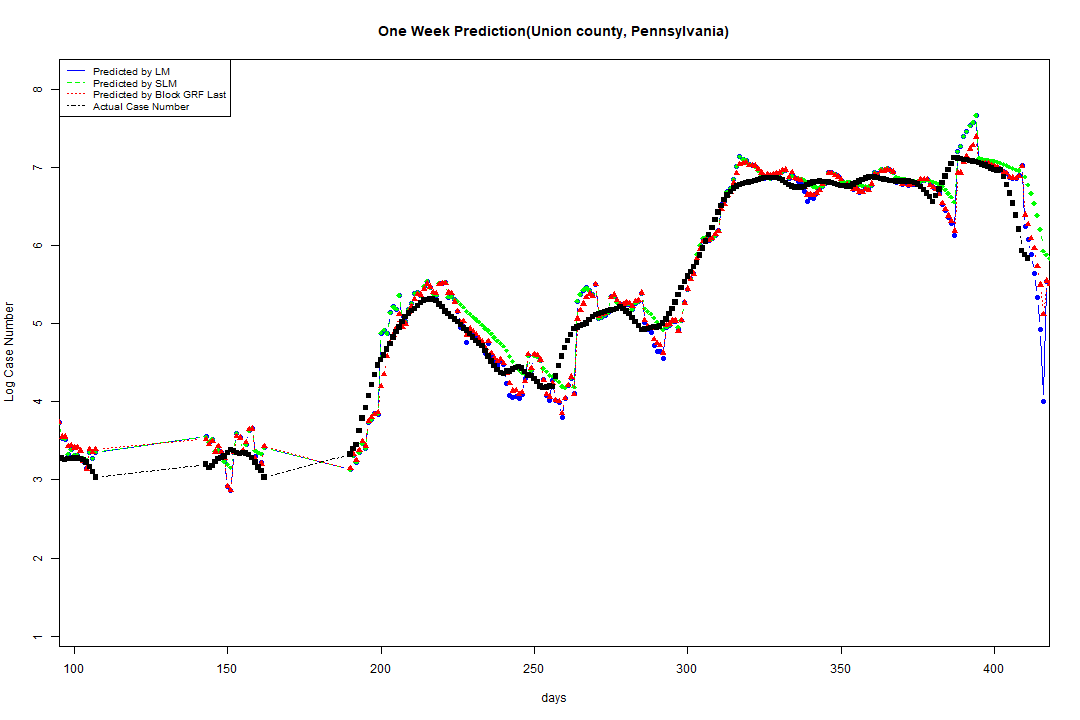 One Week Prediction(Union county, Pennsylvania)
Predicted by LM
Predicted by SLM
Predicted by Block GRF Last
Actual Case Number
Log Case Number
8
7
6
5
4
3
2
1
100 150 200 250 300 350 400
days